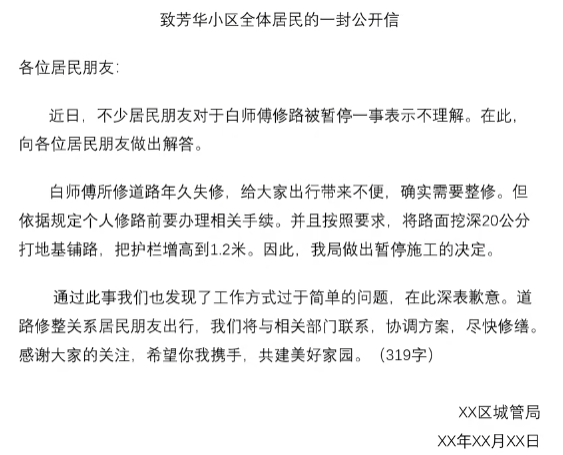 致芳华小区全体居民的一封公开信
各位居民朋友：
近日，不少居民朋友对于白师傅修路被暂停一事表示不理解。在此，
向各位居民朋友做出解答。
白师傅所修道路年久失修，给大家出行带来不便，确实需要整修。但
依据规定个人修路前要办理相关手续。并且按照要求，将路面挖深20公分
打地基铺路，把护栏增高到1.2米。因此，我局做出暂停施工的决定。
通过此事我们也发现了工作方式过于简单的问题，在此深表歉意。道
路修整关系居民朋友出行，我们将与相关部门联系，协调方案，尽快修缮。
感谢大家的关注，希望你我携手，共建美好家园。（319字）
XX区城管局
XX年XX月XX日